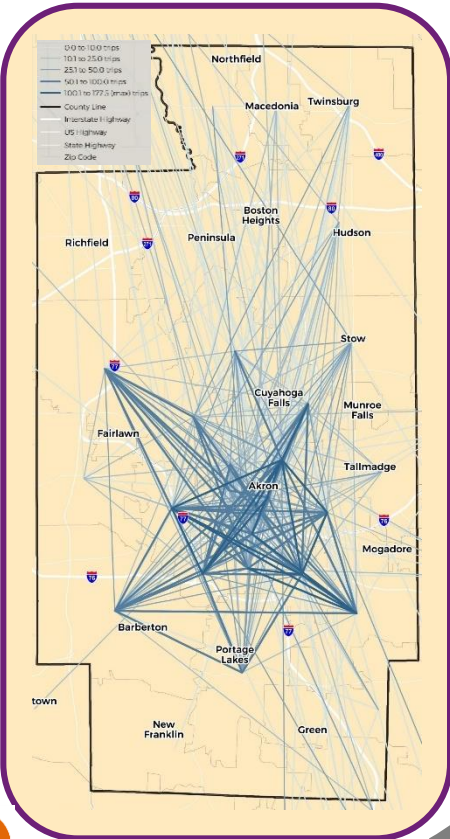 0.0 to 10.0 trips
10.1 to 25.0 trips
25.1 to 50.0 trips
50.1 to 100.0 trips
100.1 to 177.5 (max) trips
County Line
Interstate Highway
US Highway
State Highway
Zip Code
Northfield
Macedonia
Twinsburg
271
480
80
80
Boston
Heights
Hudson
Richfield
Peninsula
271
Stow
77
Cuyahoga
Falls
Munroe
Falls
Fairlawn
Tallmadge
Akron
77
76
Mogadore
76
Barberton
77
Portage
Lakes
town
New
Franklin
Green